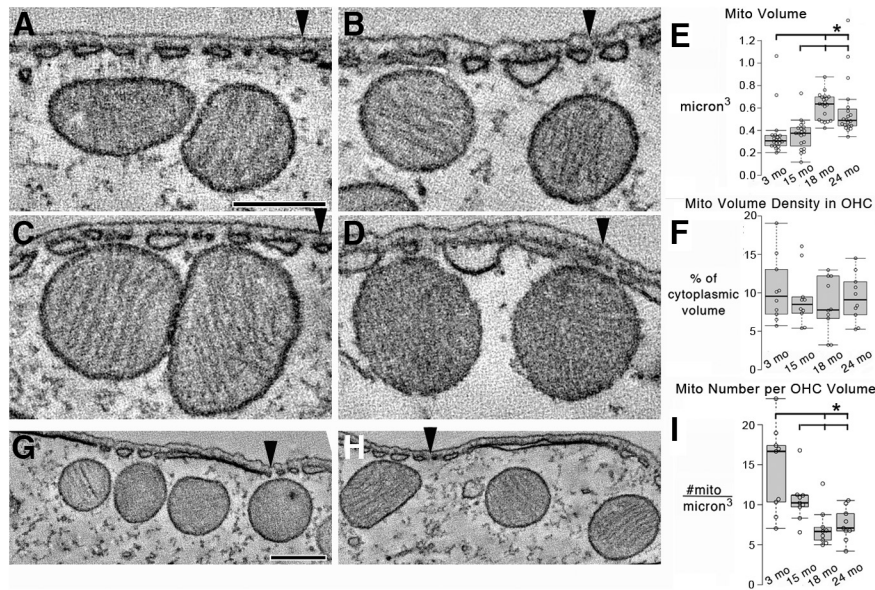 A
B
C
D
G
H
Mito Volume
E
*
micron3
1.2
1.0
0.8
0.6
0.4
0.2
0.0
3 mo
15 mo
18 mo
24 mo
Mito Volume Density in OHC
F
% of
cytoplasmic
volume
20
15
10
5
0
3 mo
15 mo
18 mo
24 mo
Mito Number per OHC Volume
I
*
#mito
micron3
20
15
10
5
0
3 mo
15 mo
18 mo
24 mo